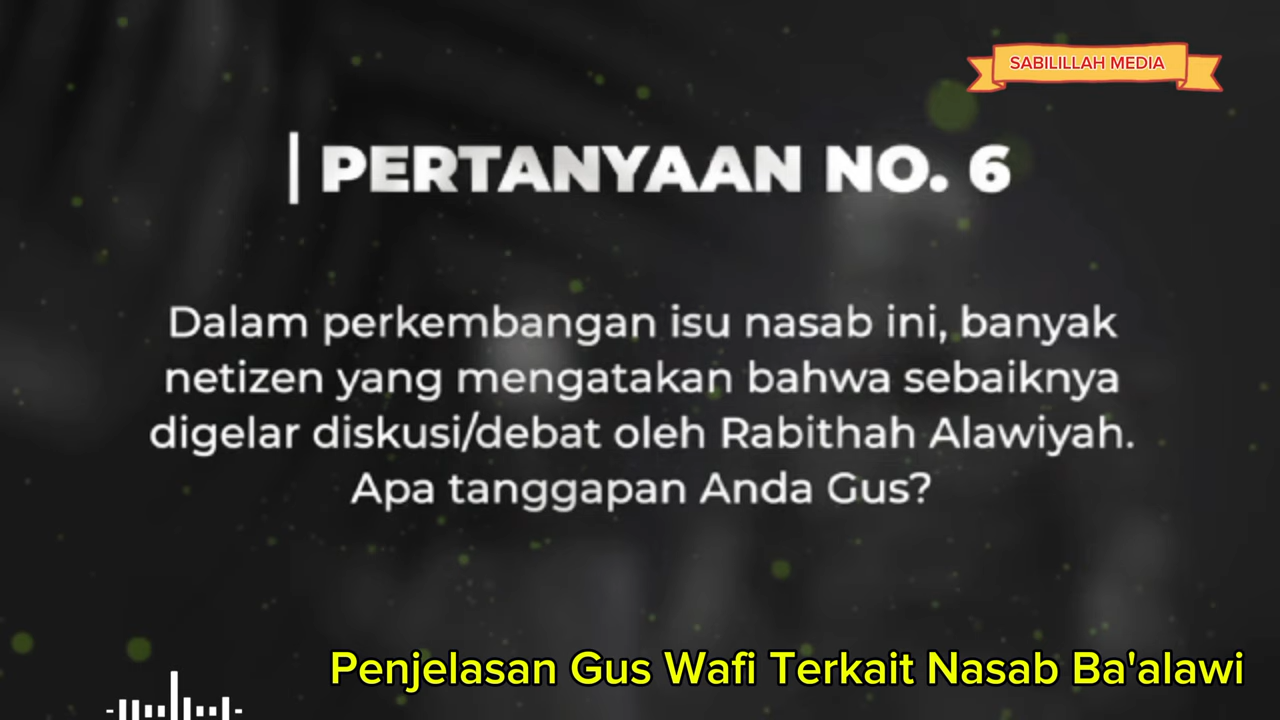 SABILILLAH MEDIA
PERTANYAAN NO. 6
Dalam perkembangan isu nasab ini, banyak
netizen yang mengatakan bahwa sebaiknya
digelar diskusi/debat oleh Rabithah Alawiyah.
Apa tanggapan Anda Gus?
Penjelasan Gus Wafi Terkait Nasab Ba'alawi